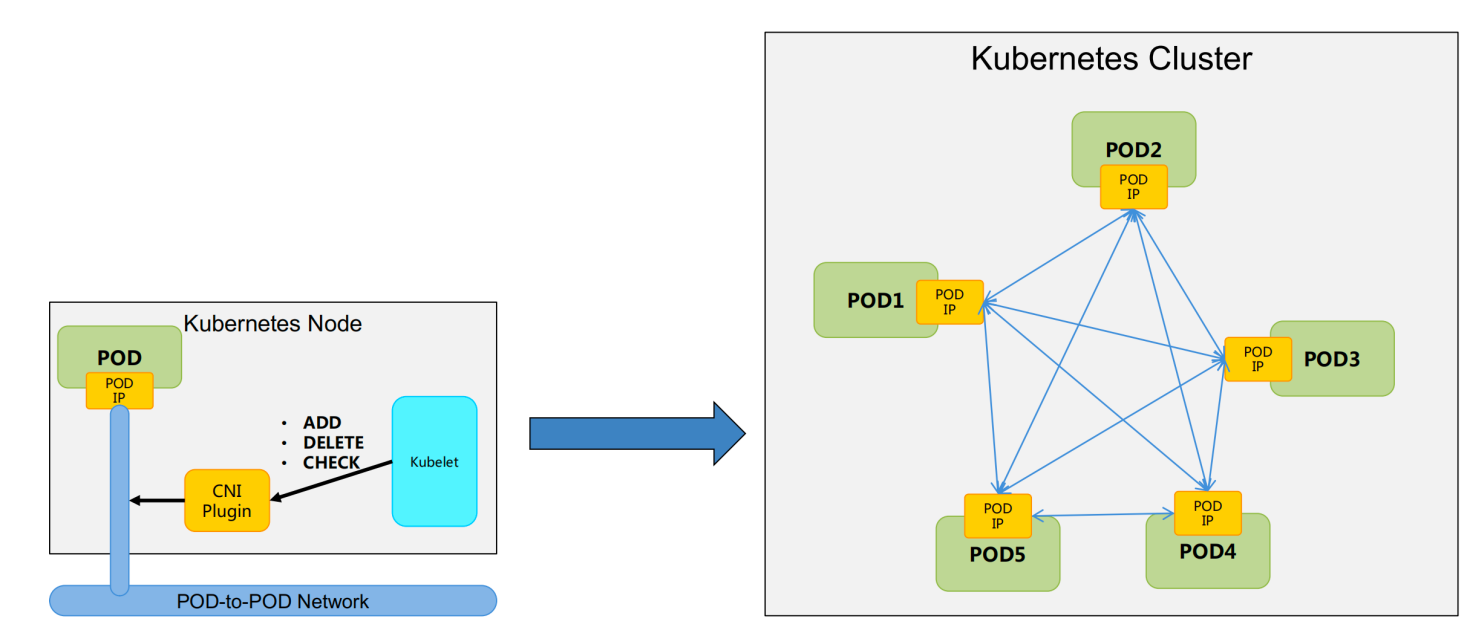 Kubernetes Node
POD
POD
IP
• ADD
• DELETE
• CHECK
Kubelet
CNI
Plugin
POD-to-POD Network
Kubernetes Cluster
POD2
POD
IP
POD1
POD
IP
POD
IP
POD3
POD
IP
POD5
POD
IP
POD4